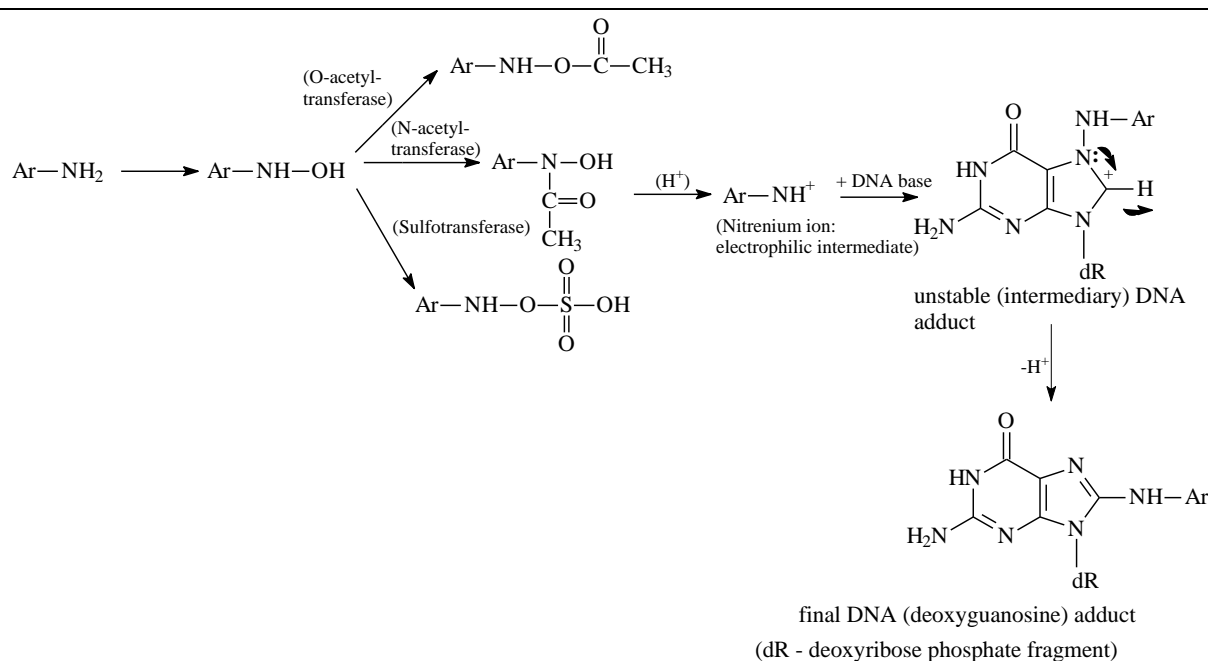 O
Ar—NH—O—C—CH3
(O-acetyl-
transferase)
(N-acetyl-
transferase)
Ar—NH2
Ar—NH—OH
Ar—N—OH
C=O
CH3
(Sulfotransferase)
O
Ar—NH—O—S—OH
O
(H+)
Ar—NH+
(Nitrenium ion:
electrophilic intermediate)
+ DNA base
O
NH—Ar
HN
N:
+
H
H2N
N
N
dR
unstable (intermediary) DNA
adduct
-H+
O
HN
N
NH—Ar
H2N
N
N
dR
final DNA (deoxyguanosine) adduct
(dR - deoxyribose phosphate fragment)